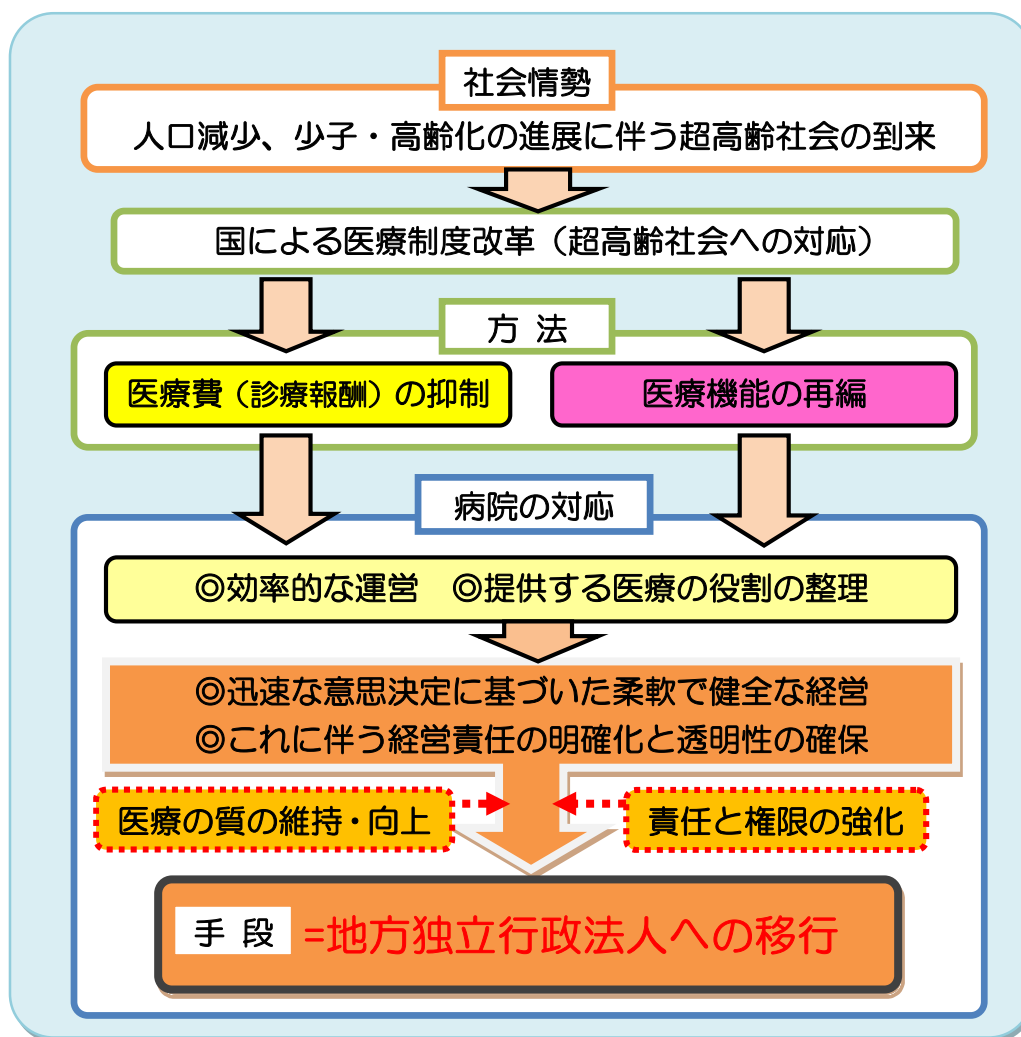 社会情勢
人口減少、少子・高齢化の進展に伴う超高齢社会の到来
国による医療制度改革（超高齢社会への対応）
方 法
医療費（診療報酬）の抑制
医療機能の再編
病院の対応
◎効率的な運営　◎提供する医療の役割の整理
◎迅速な意思決定に基づいた柔軟で健全な経営
◎これに伴う経営責任の明確化と透明性の確保
医療の質の維持・向上
責任と権限の強化
手 段 =地方独立行政法人への移行